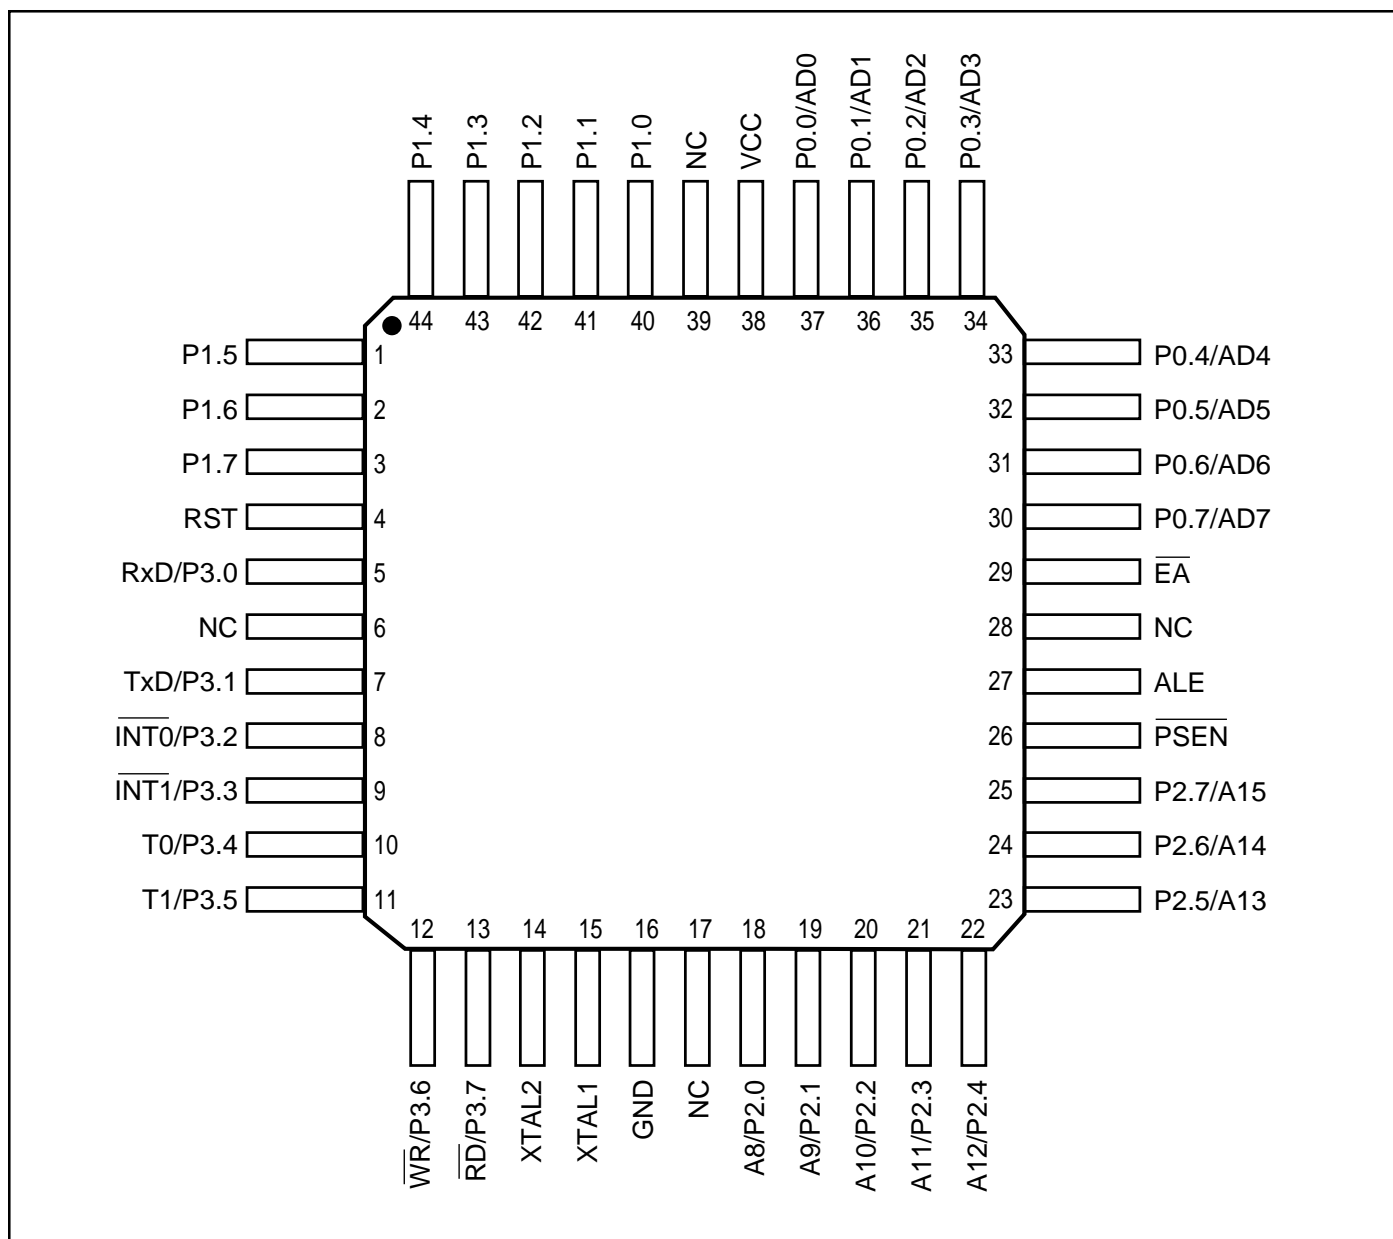 P1.4
P1.3
P1.2
P1.1
P1.0
NC
VCC
P0.0/AD0
P0.1/AD1
P0.2/AD2
P0.3/AD3
44 43 42 41 40 39 38 37 36 35 34
P1.5 1 33 P0.4/AD4
P1.6 2 32 P0.5/AD5
P1.7 3 31 P0.6/AD6
RST 4 30 P0.7/AD7
RxD/P3.0 5 29 E̅A̅
NC 6 28 NC
TxD/P3.1 7 27 ALE
I̅N̅T̅0̅/P3.2 8 26 P̅S̅E̅N̅
I̅N̅T̅1̅/P3.3 9 25 P2.7/A15
T0/P3.4 10 24 P2.6/A14
T1/P3.5 11 23 P2.5/A13
12 13 14 15 16 17 18 19 20 21 22
W̅R̅/P3.6
R̅D̅/P3.7
XTAL2
XTAL1
GND
NC
A8/P2.0
A9/P2.1
A10/P2.2
A11/P2.3
A12/P2.4